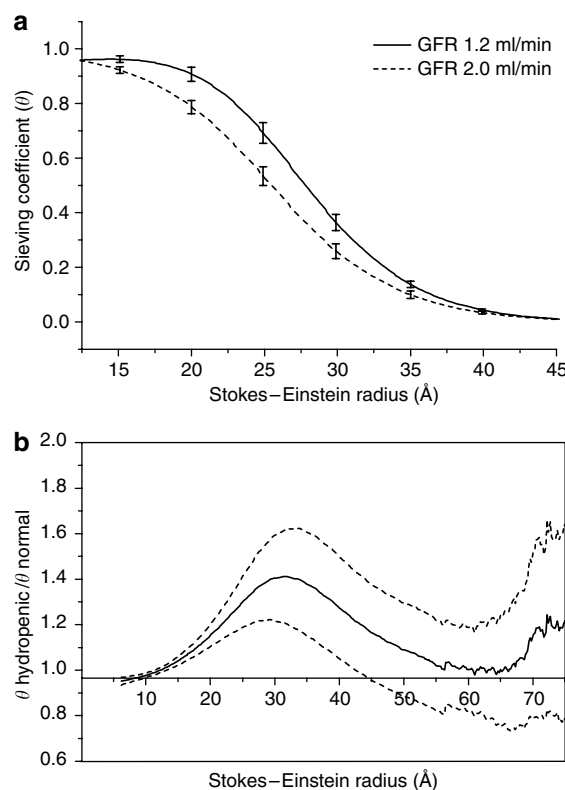 a
GFR 1.2 ml/min
GFR 2.0 ml/min
Sieving coefficient (θ)
1.0
0.8
0.6
0.4
0.2
0.0
15 20 25 30 35 40 45
Stokes–Einstein radius (Å)
b
θ hydropenic/θ normal
2.0
1.8
1.6
1.4
1.2
1.0
0.8
0.6
10 20 30 40 50 60 70
Stokes–Einstein radius (Å)